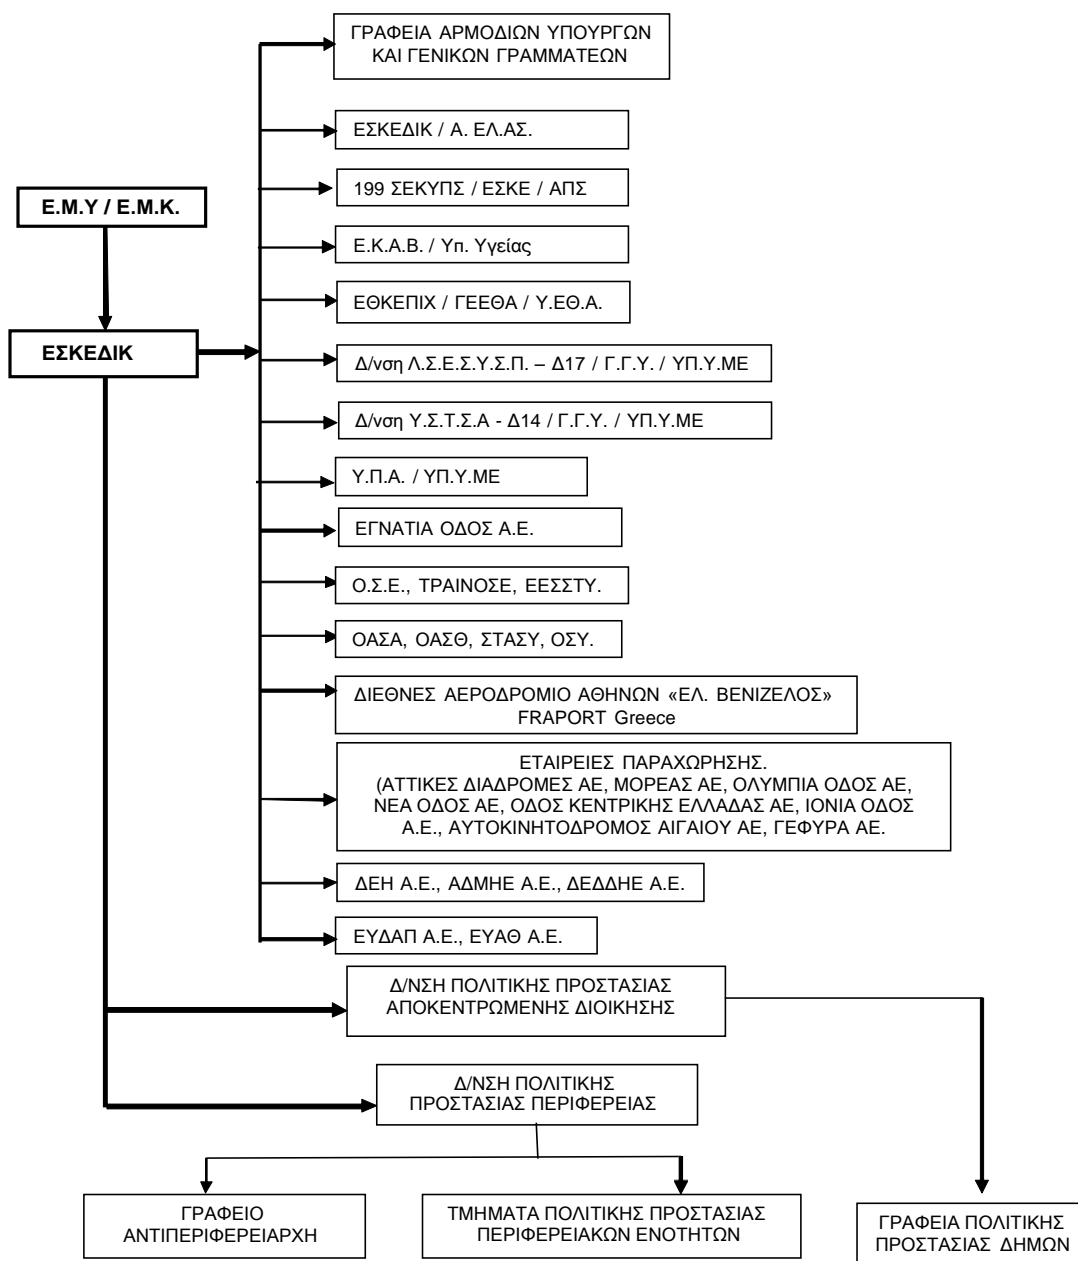 ΓΡΑΦΕΙΑ ΑΡΜΟΔΙΩΝ ΥΠΟΥΡΓΩΝ
ΚΑΙ ΓΕΝΙΚΩΝ ΓΡΑΜΜΑΤΕΩΝ
ΕΣΚΕΔΙΚ / Α. ΕΛ.ΑΣ.
199 ΣΕΚΥΠΣ / ΕΣΚΕ / ΑΠΣ
Ε.Μ.Υ / Ε.Μ.Κ.
Ε.Κ.Α.Β. / Υπ. Υγείας
ΕΘΚΕΠΙΧ / ΓΕΕΘΑ / Υ.ΕΘ.Α.
ΕΣΚΕΔΙΚ
Δ/νση Λ.Σ.Ε.Σ.Υ.Σ.Π. – Δ17 / Γ.Γ.Υ. / ΥΠ.Υ.ΜΕ
Δ/νση Υ.Σ.Τ.Σ.Α - Δ14 / Γ.Γ.Υ. / ΥΠ.Υ.ΜΕ
Υ.Π.Α. / ΥΠ.Υ.ΜΕ
ΕΓΝΑΤΙΑ ΟΔΟΣ Α.Ε.
Ο.Σ.Ε., ΤΡΑΙΝΟΣΕ, ΕΕΣΣΤΥ.
ΟΑΣΑ, ΟΑΣΘ, ΣΤΑΣΥ, ΟΣΥ.
ΔΙΕΘΝΕΣ ΑΕΡΟΔΡΟΜΙΟ ΑΘΗΝΩΝ «ΕΛ. ΒΕΝΙΖΕΛΟΣ»
FRAPORT Greece
ΕΤΑΙΡΕΙΕΣ ΠΑΡΑΧΩΡΗΣΗΣ.
(ΑΤΤΙΚΕΣ ΔΙΑΔΡΟΜΕΣ ΑΕ, ΜΟΡΕΑΣ ΑΕ, ΟΛΥΜΠΙΑ ΟΔΟΣ ΑΕ,
ΝΕΑ ΟΔΟΣ ΑΕ, ΟΔΟΣ ΚΕΝΤΡΙΚΗΣ ΕΛΛΑΔΑΣ ΑΕ, ΙΟΝΙΑ ΟΔΟΣ
Α.Ε., ΑΥΤΟΚΙΝΗΤΟΔΡΟΜΟΣ ΑΙΓΑΙΟΥ ΑΕ, ΓΕΦΥΡΑ ΑΕ.
ΔΕΗ Α.Ε., ΑΔΜΗΕ Α.Ε., ΔΕΔΔΗΕ Α.Ε.
ΕΥΔΑΠ Α.Ε., ΕΥΑΘ Α.Ε.
Δ/ΝΣΗ ΠΟΛΙΤΙΚΗΣ ΠΡΟΣΤΑΣΙΑΣ
ΑΠΟΚΕΝΤΡΩΜΕΝΗΣ ΔΙΟΙΚΗΣΗΣ
Δ/ΝΣΗ ΠΟΛΙΤΙΚΗΣ
ΠΡΟΣΤΑΣΙΑΣ ΠΕΡΙΦΕΡΕΙΑΣ
ΓΡΑΦΕΙΟ
ΑΝΤΙΠΕΡΙΦΕΡΕΙΑΡΧΗ
ΤΜΗΜΑΤΑ ΠΟΛΙΤΙΚΗΣ ΠΡΟΣΤΑΣΙΑΣ
ΠΕΡΙΦΕΡΕΙΑΚΩΝ ΕΝΟΤΗΤΩΝ
ΓΡΑΦΕΙΑ ΠΟΛΙΤΙΚΗΣ
ΠΡΟΣΤΑΣΙΑΣ ΔΗΜΩΝ